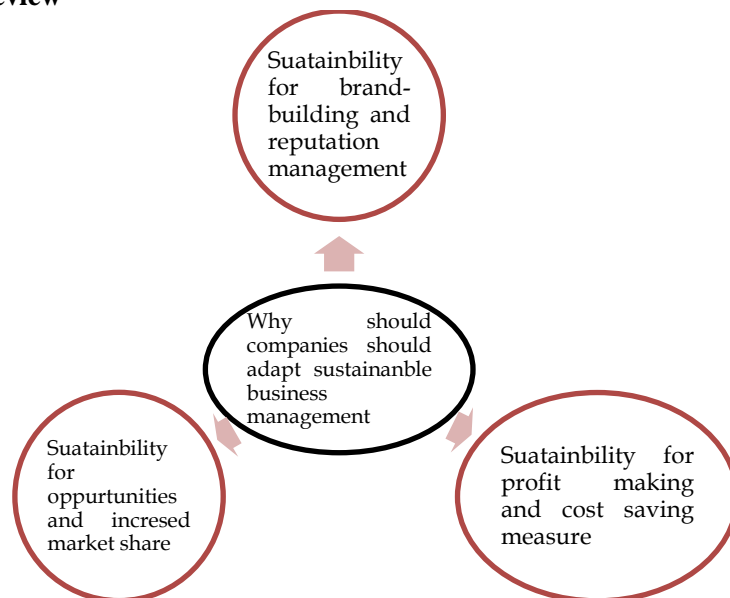 Suatainbility
for brand-
building and
reputation
management
Why should
companies should
adapt sustainanble
business
management
Suatainbility
for
oppurtunities
and incresed
market share
Suatainbility for
profit making
and cost saving
measure